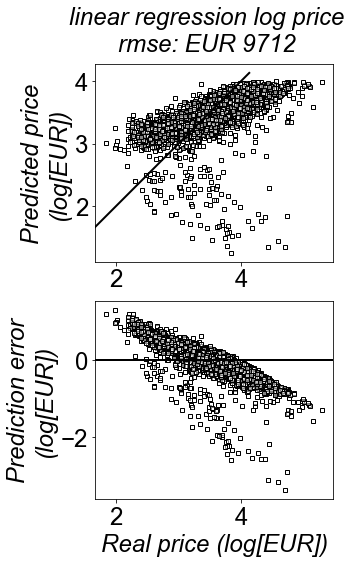 linear regression log price
rmse: EUR 9712
Predicted price
(log[EUR])
4
3
2
2 4
Prediction error
(log[EUR])
0
−2
2 4
Real price (log[EUR])